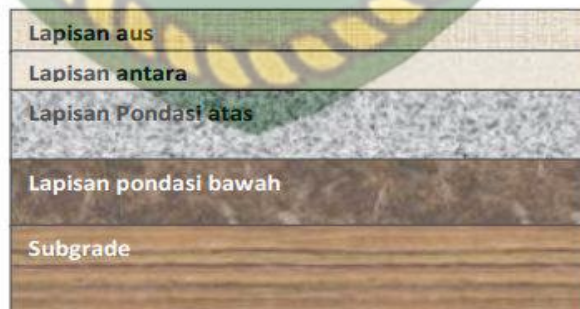 Lapisan aus
Lapisan antara
Lapisan Pondasi atas
Lapisan pondasi bawah
Subgrade